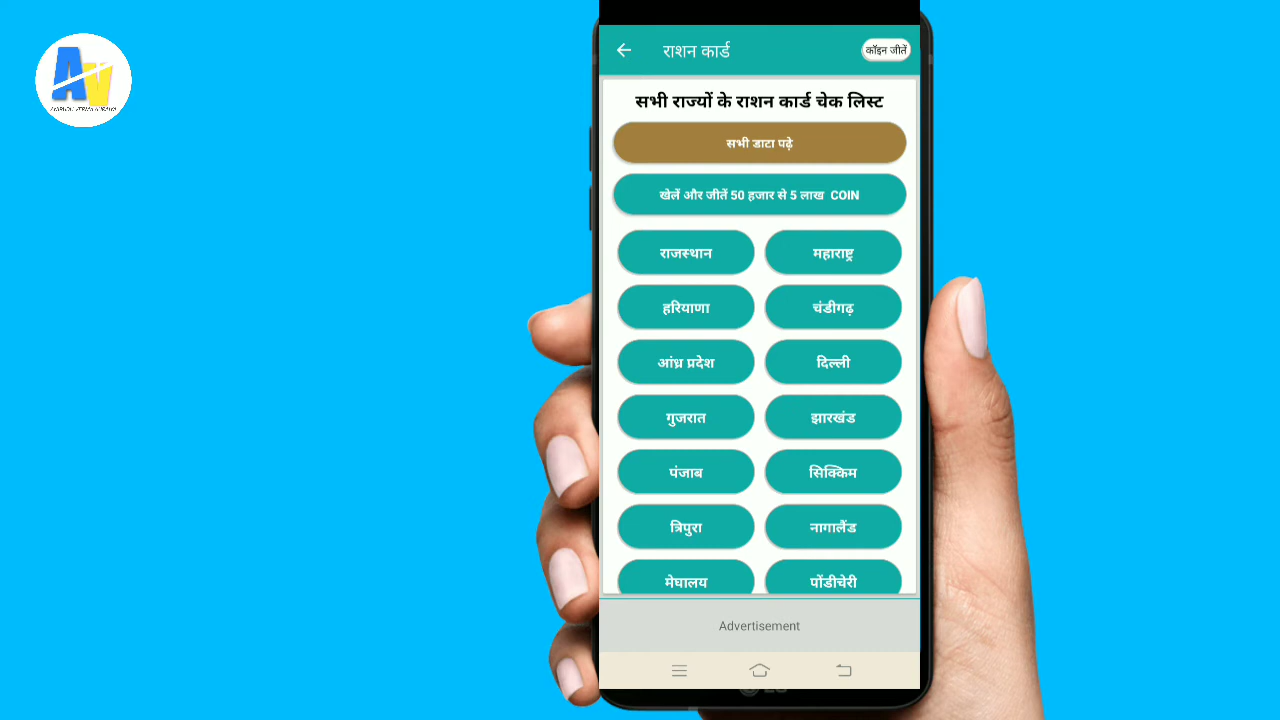 AV
राशन कार्ड
कॉइन जीतें
सभी राज्यों के राशन कार्ड चेक लिस्ट
सभी डाटा पढ़े
खेलें और जीतें 50 हजार से 5 लाख COIN
राजस्थान महाराष्ट्र
हरियाणा चंडीगढ़
आंध्र प्रदेश दिल्ली
गुजरात झारखंड
पंजाब सिक्किम
त्रिपुरा नागालैंड
मेघालय पोंडीचेरी
Advertisement